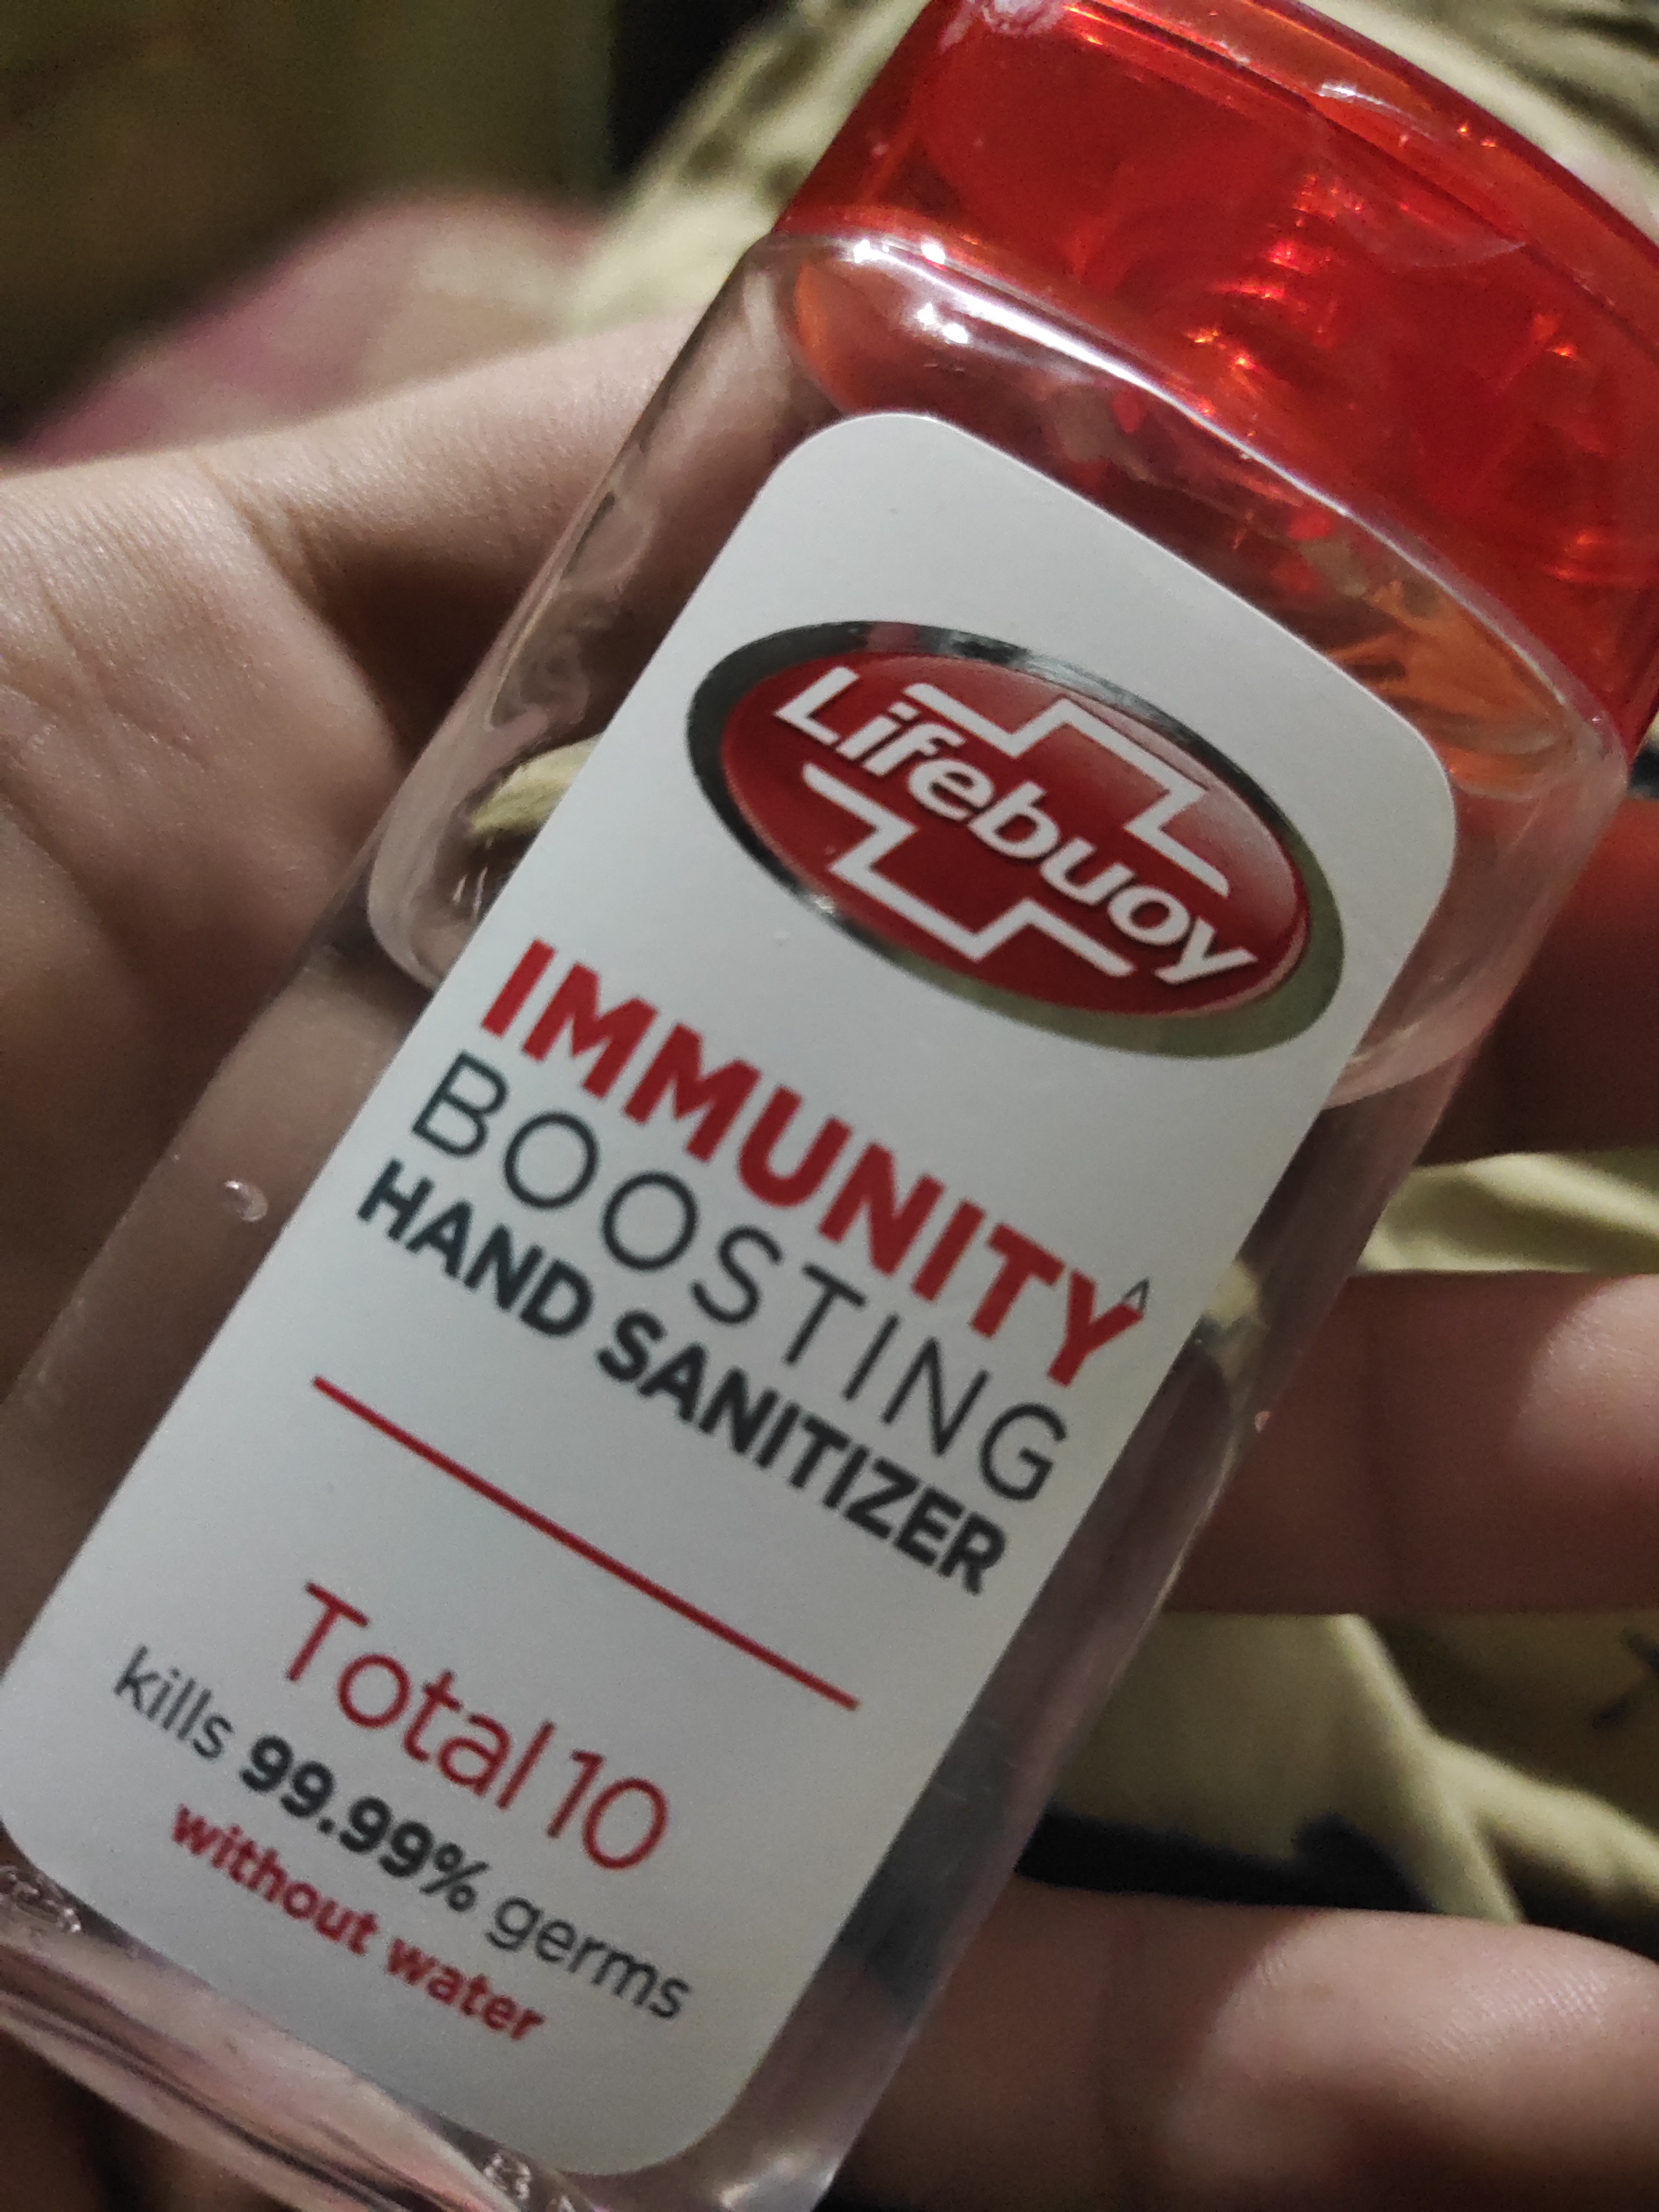 Lifebuoy
IMMUNITY^
BOOSTING
HAND SANITIZER
Total 10
kills 99.99% germs
without water